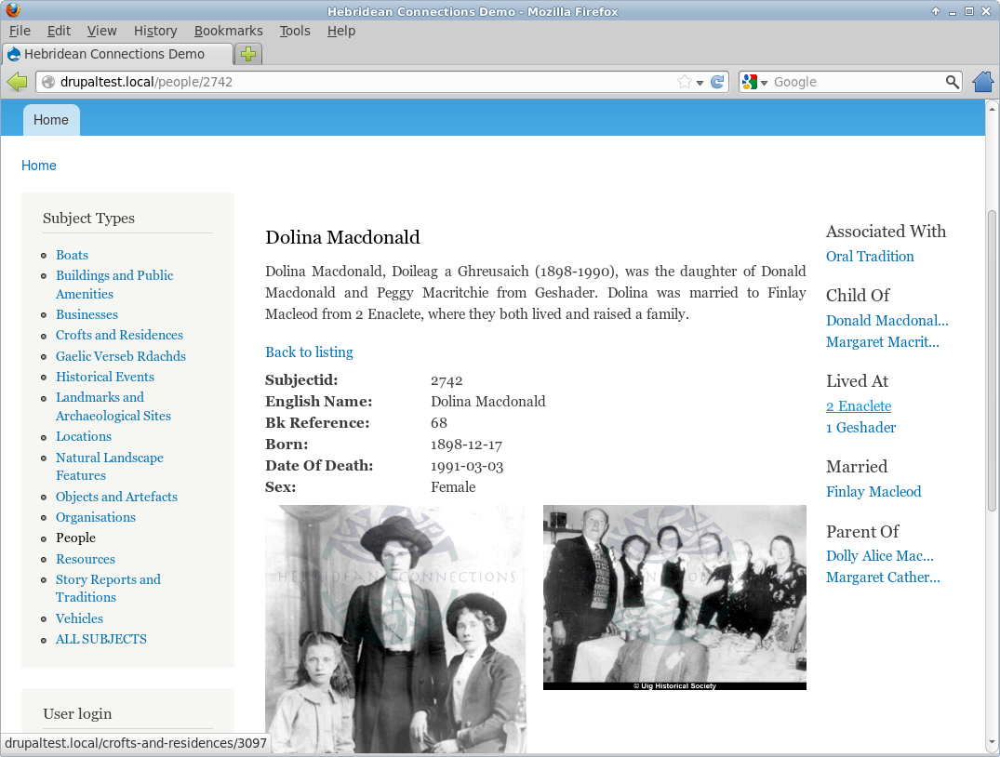 Hebridean Connections Demo - Mozilla Firefox
File Edit View History Bookmarks Tools Help
Hebridean Connections Demo
drupaltest.local/people/2742
Google
Home
Home
Subject Types
Boats
Buildings and Public
Amenities
Businesses
Crofts and Residences
Gaelic Verseb Rdachds
Historical Events
Landmarks and
Archaeological Sites
Locations
Natural Landscape
Features
Objects and Artefacts
Organisations
People
Resources
Story Reports and
Traditions
Vehicles
ALL SUBJECTS
User login
Dolina Macdonald
Dolina Macdonald, Doileag a Ghreusaich (1898-1990), was the daughter of Donald
Macdonald and Peggy Macritchie from Geshader. Dolina was married to Finlay
Macleod from 2 Enaclete, where they both lived and raised a family.
Back to listing
Subjectid: 2742
English Name: Dolina Macdonald
Bk Reference: 68
Born: 1898-12-17
Date Of Death: 1991-03-03
Sex: Female
HEBRIDEAN CONNECTIONS
© Uig Historical Society
Associated With
Oral Tradition
Child Of
Donald Macdonal...
Margaret Macrit...
Lived At
2 Enaclete
1 Geshader
Married
Finlay Macleod
Parent Of
Dolly Alice Mac...
Margaret Cather...
drupaltest.local/crofts-and-residences/3097